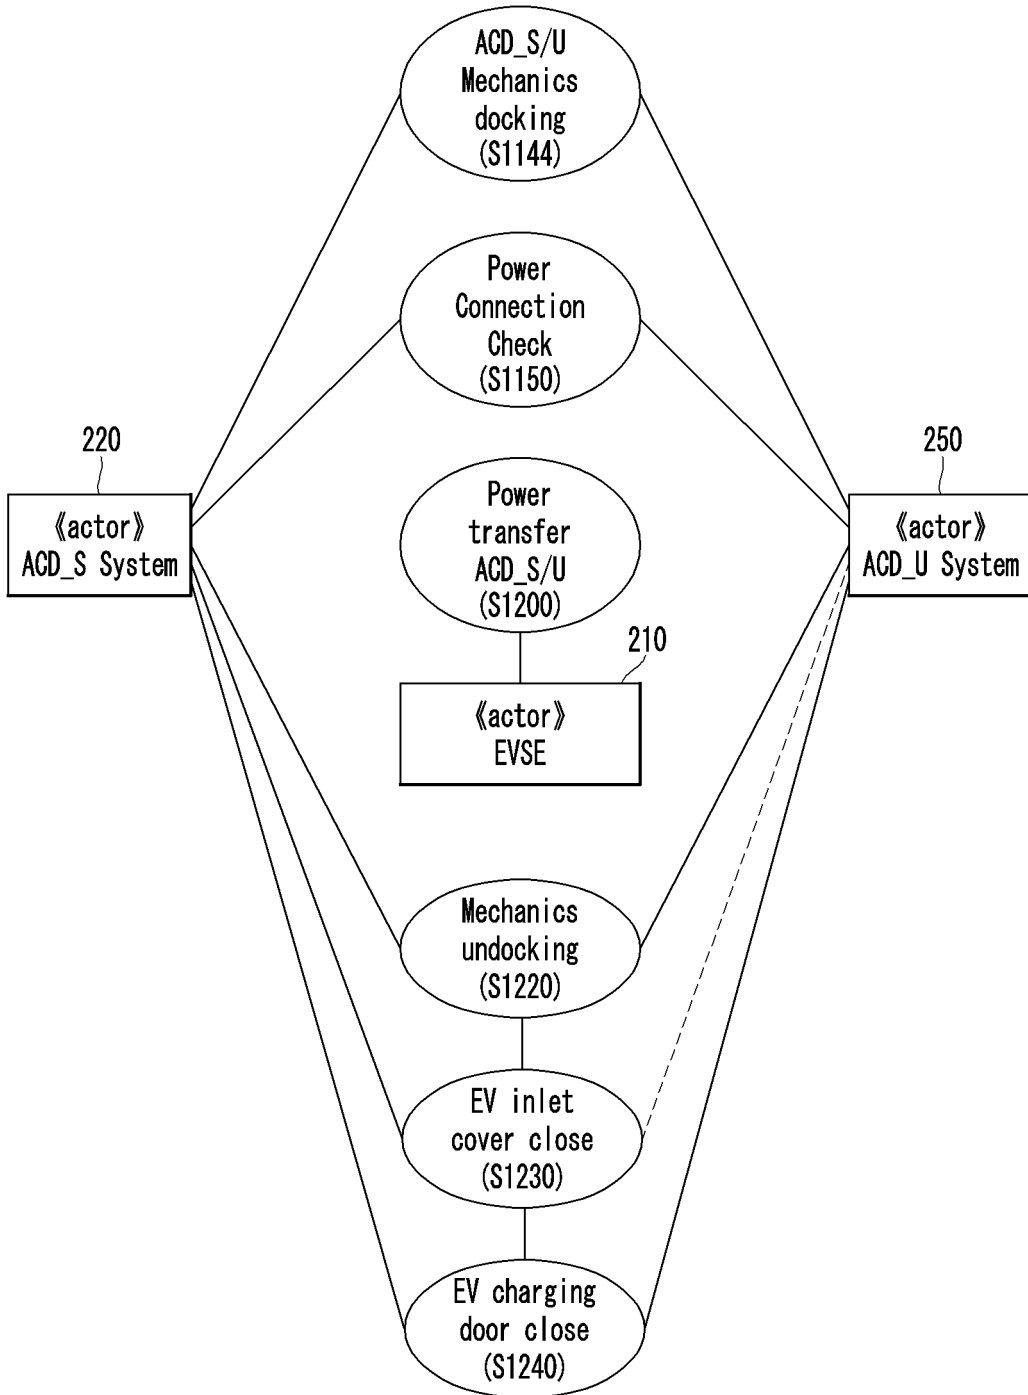 ACD_S/U
Mechanics
docking
(S1144)
Power
Connection
Check
(S1150)
220
《actor》
ACD_S System
250
《actor》
ACD_U System
Power
transfer
ACD_S/U
(S1200)
210
《actor》
EVSE
Mechanics
undocking
(S1220)
EV inlet
cover close
(S1230)
EV charging
door close
(S1240)